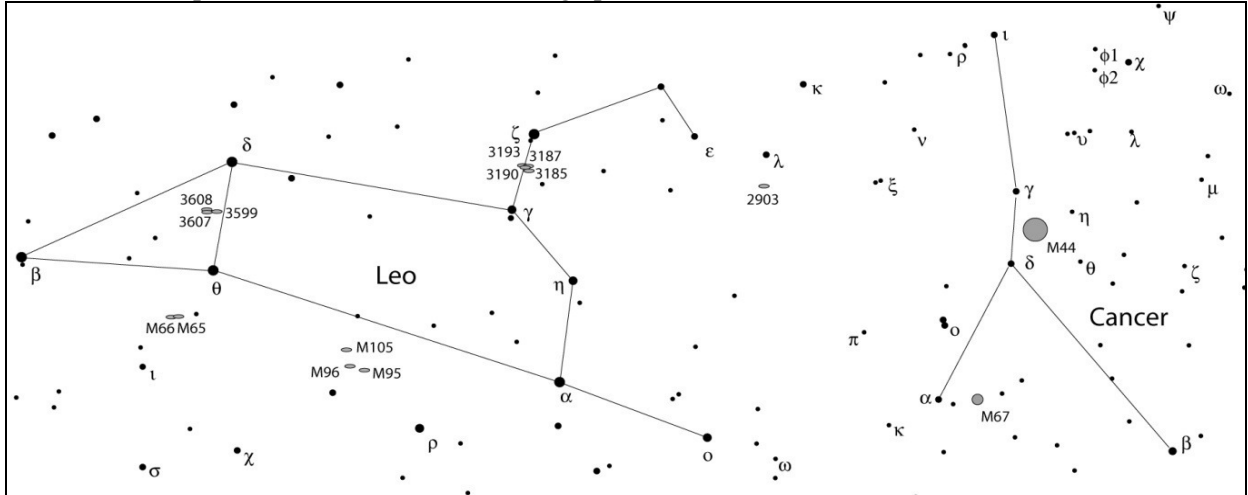 ψ
ι
ρ
φ1
φ2
χ
κ
ω
ζ
ε
ν
υ
λ
δ
3193 3187
3190 3185
λ
ξ
2903
μ
3608
3607 3599
γ
γ
η
M44
β
θ
Leo
η
δ
θ
ζ
M66 M65
M105
M96 M95
π
ο
Cancer
ι
α
α
M67
κ
ρ
χ
σ
ο
ω
β